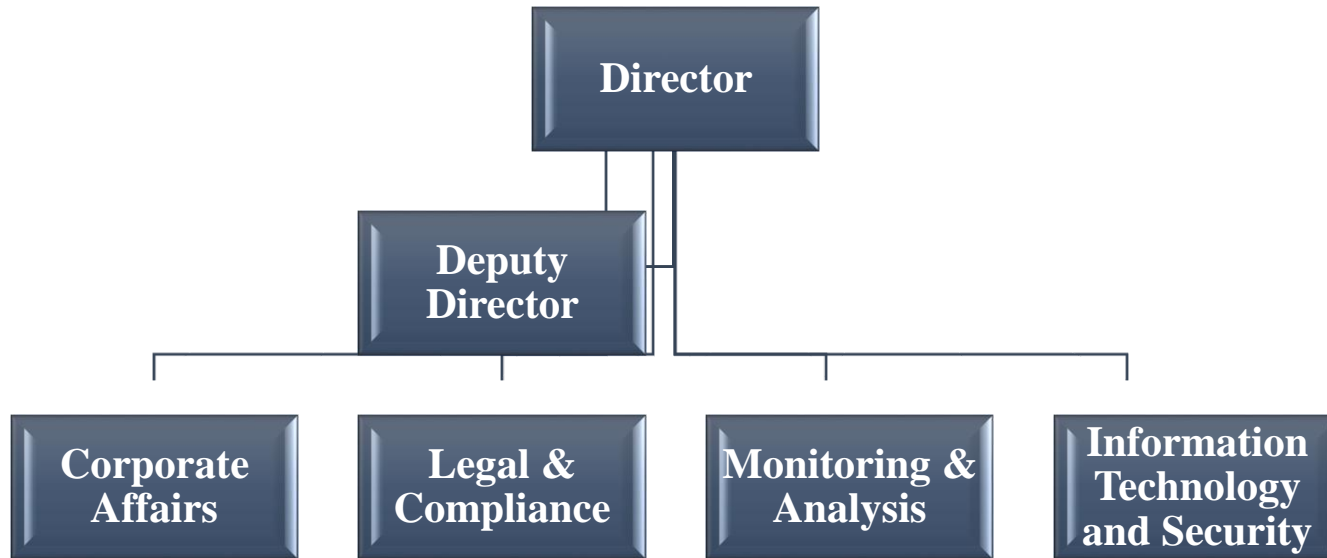 Director
Deputy
Director
Corporate
Affairs
Legal &
Compliance
Monitoring &
Analysis
Information
Technology
and Security